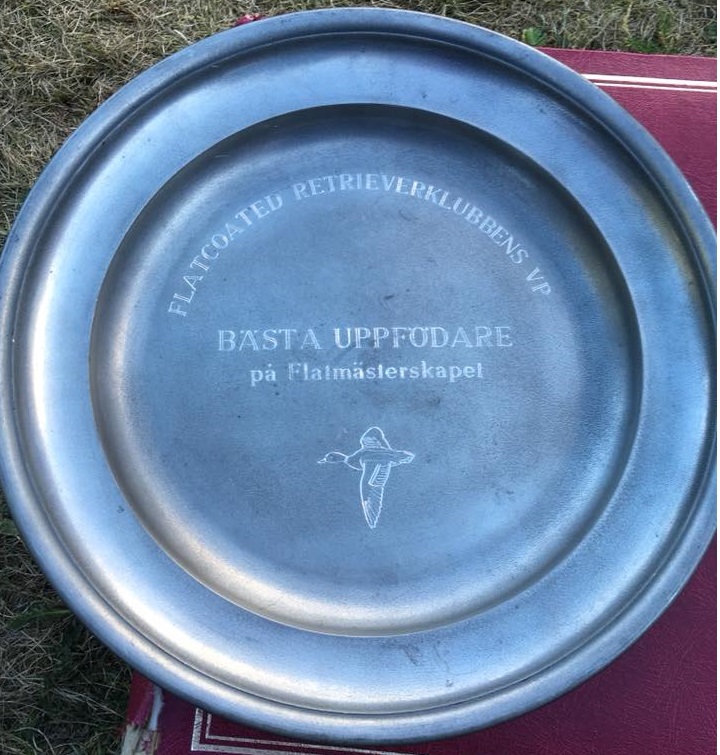 FLATCOATED RETRIEVERKLUBBENS VP
BÄSTA UPPFÖDARE
på Flatmästerskapet